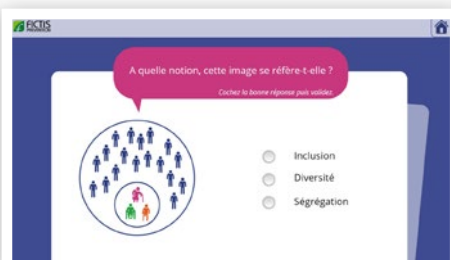 FICTIS
A quelle notion, cette image se réfère-t-elle ?
Cochez la bonne réponse puis validez.
Inclusion
Diversité
Ségrégation